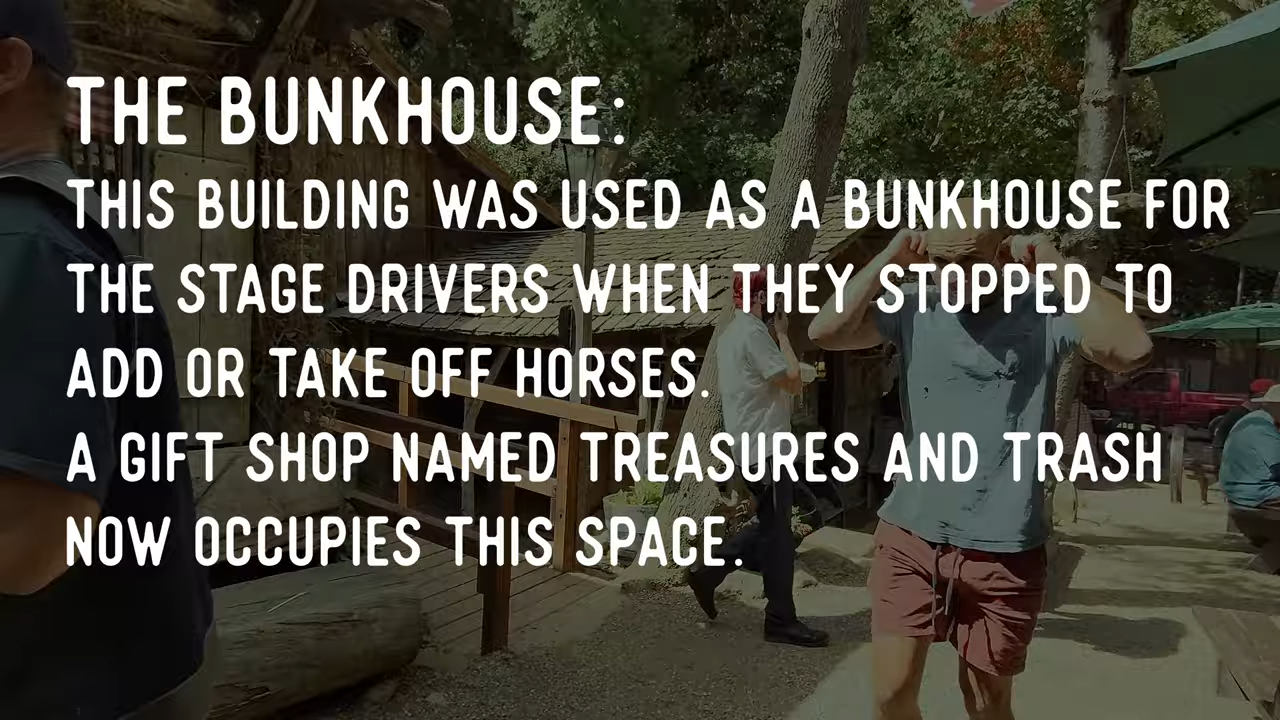 THE BUNKHOUSE:
THIS BUILDING WAS USED AS A BUNKHOUSE FOR
THE STAGE DRIVERS WHEN THEY STOPPED TO
ADD OR TAKE OFF HORSES.
A GIFT SHOP NAMED TREASURES AND TRASH
NOW OCCUPIES THIS SPACE.